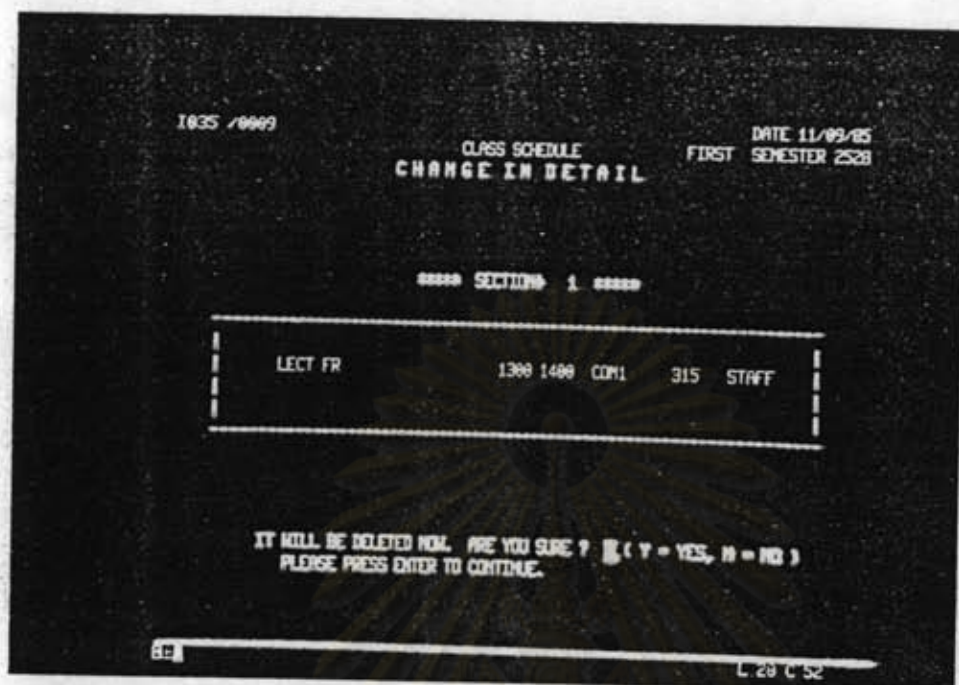 I035 /0009
DATE 11/09/85
CLASS SCHEDULE
FIRST SEMESTER 2528
CHANGE IN DETAIL
##### SECTION# 1 #####
LECT FR 1300 1400 COM1 315 STAFF
IT WILL BE DELETED NOW. ARE YOU SURE ? ( Y = YES, N = NO )
PLEASE PRESS ENTER TO CONTINUE.
L 20 C 52